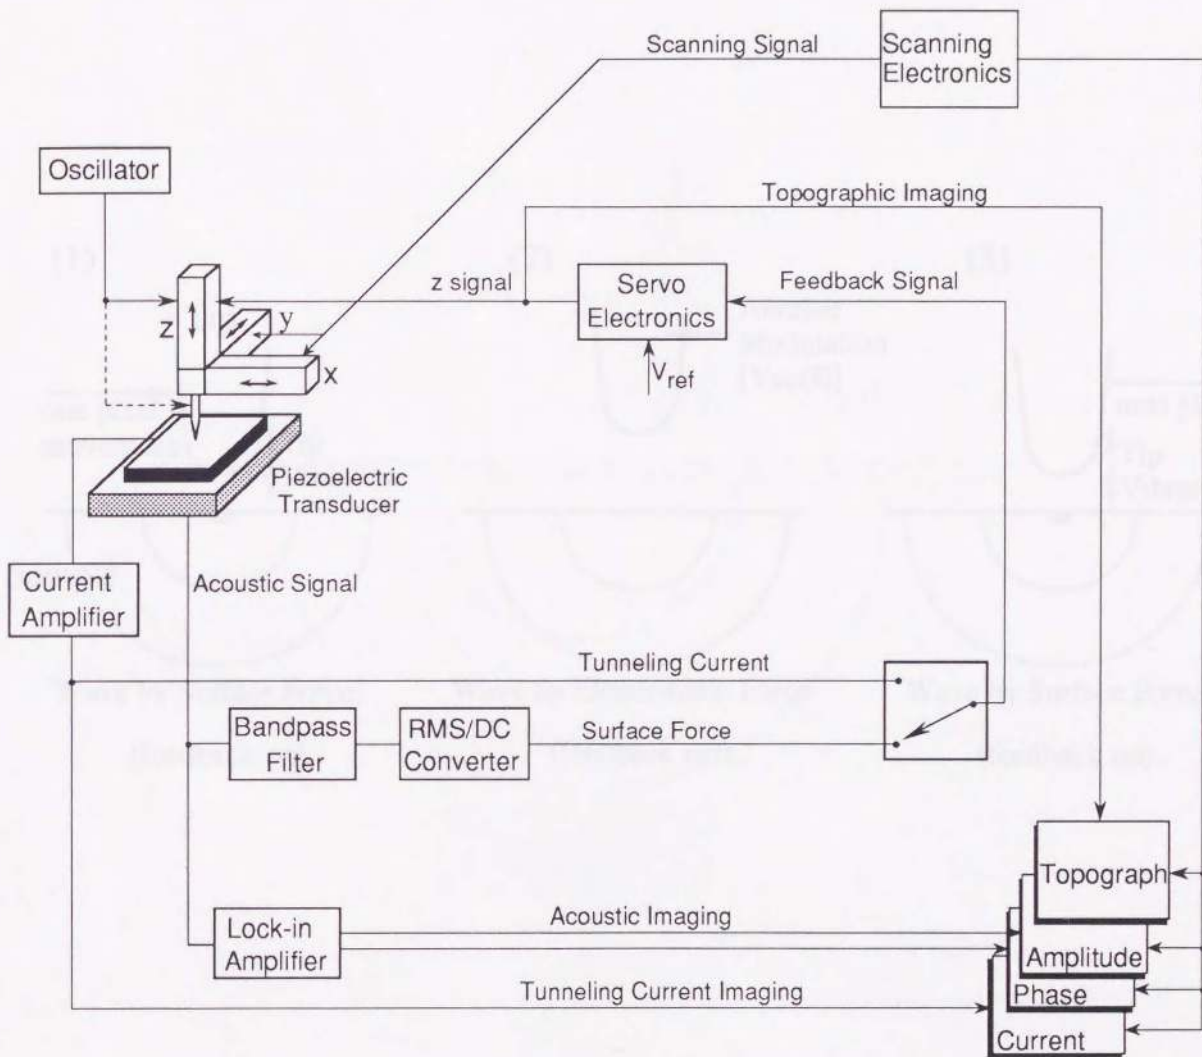 Scanning Signal
Scanning
Electronics
Oscillator
Topographic Imaging
z signal
Servo
Electronics
Feedback Signal
V_ref
z
y
x
Piezoelectric
Transducer
Current
Amplifier
Acoustic Signal
Tunneling Current
Bandpass
Filter
RMS/DC
Converter
Surface Force
Topograph
Lock-in
Amplifier
Acoustic Imaging
Amplitude
Tunneling Current Imaging
Phase
Current